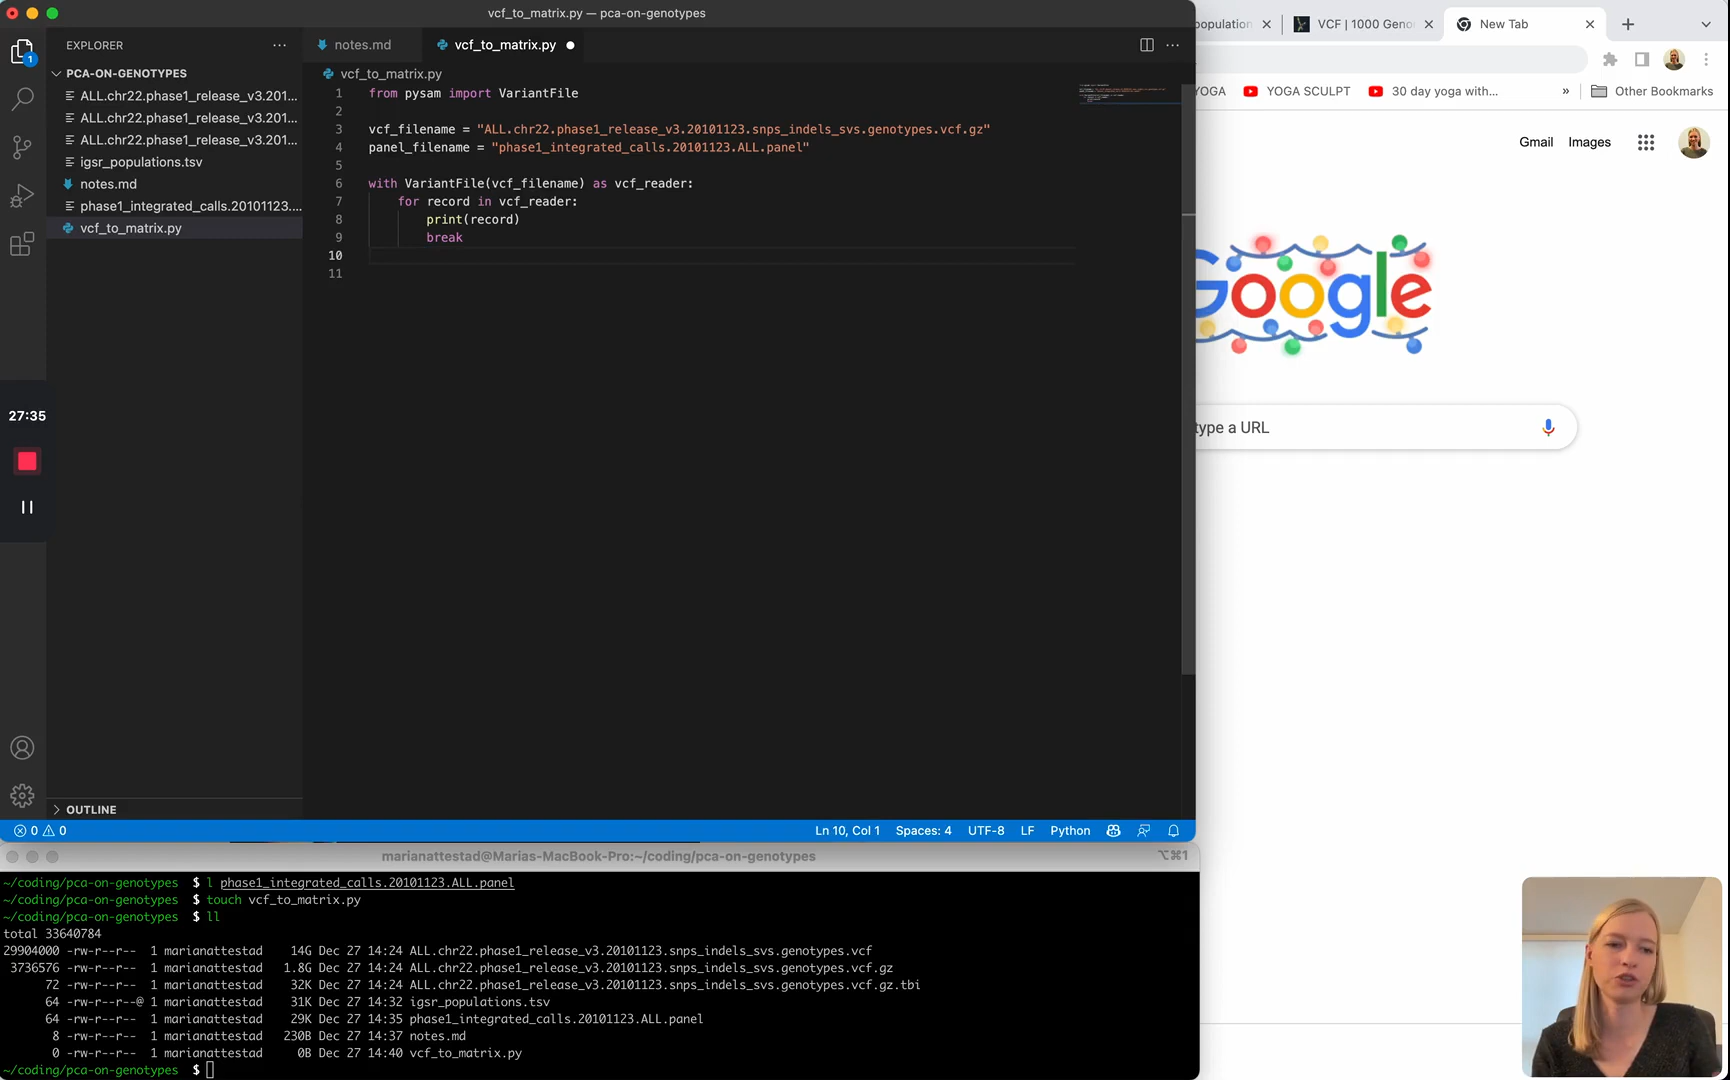 vcf_to_matrix.py — pca-on-genotypes
EXPLORER
notes.md
vcf_to_matrix.py
vcf_to_matrix.py
1
PCA-ON-GENOTYPES
ALL.chr22.phase1_release_v3.201...
ALL.chr22.phase1_release_v3.201...
ALL.chr22.phase1_release_v3.201...
igsr_populations.tsv
notes.md
phase1_integrated_calls.20101123....
vcf_to_matrix.py
1 from pysam import VariantFile
2
3 vcf_filename = "ALL.chr22.phase1_release_v3.20101123.snps_indels_svs.genotypes.vcf.gz"
4 panel_filename = "phase1_integrated_calls.20101123.ALL.panel"
5
6 with VariantFile(vcf_filename) as vcf_reader:
7 for record in vcf_reader:
8 print(record)
9 break
10
11
27:35
OUTLINE
0 0
Ln 10, Col 1 Spaces: 4 UTF-8 LF Python
population
VCF | 1000 Geno
New Tab
YOGA
YOGA SCULPT
30 day yoga with...
»
Other Bookmarks
Gmail Images
Google
type a URL
marianattestad@Marias-MacBook-Pro:~/coding/pca-on-genotypes
⌥⌘1
~/coding/pca-on-genotypes $ l phase1_integrated_calls.20101123.ALL.panel
~/coding/pca-on-genotypes $ touch vcf_to_matrix.py
~/coding/pca-on-genotypes $ ll
total 33640784
29904000 -rw-r--r-- 1 marianattestad 14G Dec 27 14:24 ALL.chr22.phase1_release_v3.20101123.snps_indels_svs.genotypes.vcf
3736576 -rw-r--r-- 1 marianattestad 1.8G Dec 27 14:24 ALL.chr22.phase1_release_v3.20101123.snps_indels_svs.genotypes.vcf.gz
72 -rw-r--r-- 1 marianattestad 32K Dec 27 14:24 ALL.chr22.phase1_release_v3.20101123.snps_indels_svs.genotypes.vcf.gz.tbi
64 -rw-r--r--@ 1 marianattestad 31K Dec 27 14:32 igsr_populations.tsv
64 -rw-r--r-- 1 marianattestad 29K Dec 27 14:35 phase1_integrated_calls.20101123.ALL.panel
8 -rw-r--r-- 1 marianattestad 230B Dec 27 14:37 notes.md
0 -rw-r--r-- 1 marianattestad 0B Dec 27 14:40 vcf_to_matrix.py
~/coding/pca-on-genotypes $